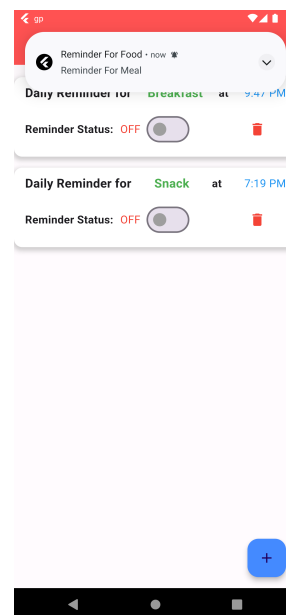 gp
Reminder For Food • now
Reminder For Meal
Daily Reminder for Breakfast at 9:47 PM
Reminder Status: OFF
Daily Reminder for Snack at 7:19 PM
Reminder Status: OFF
+